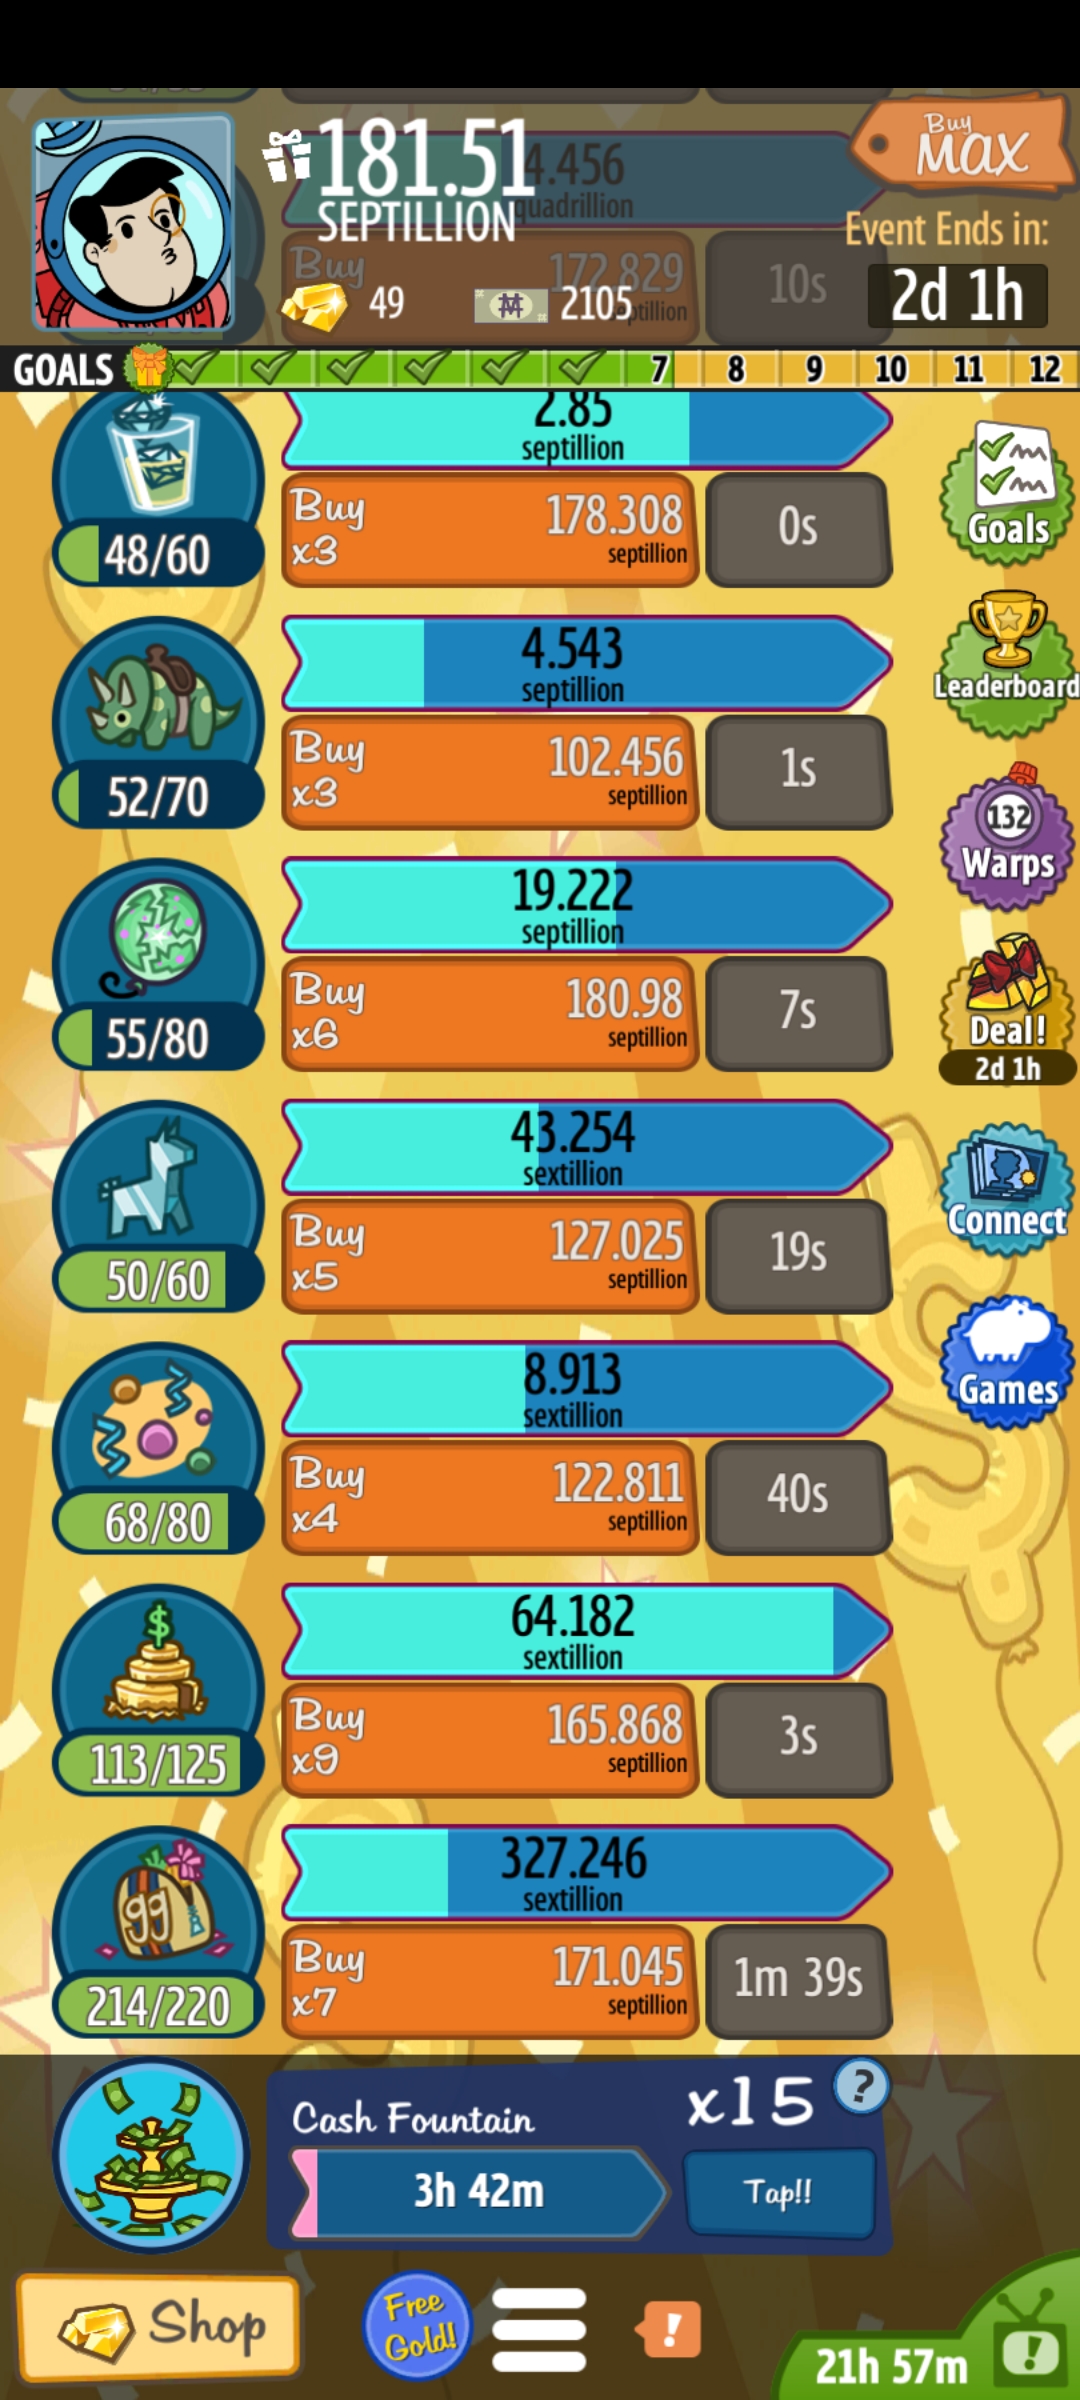 181.51
SEPTILLION
4.456
quadrillion
Buy
MAX
Event Ends in:
2d 1h
Buy
172.829
septillion
10s
49
2105
GOALS
7 8 9 10 11 12
2.85
septillion
48/60
Buy
x3
178.308
septillion
0s
Goals
4.543
septillion
52/70
Buy
x3
102.456
septillion
1s
Leaderboard
19.222
septillion
55/80
Buy
x6
180.98
septillion
7s
132
Warps
Deal!
2d 1h
43.254
sextillion
50/60
Buy
x5
127.025
septillion
19s
Connect
8.913
sextillion
68/80
Buy
x4
122.811
septillion
40s
Games
$
64.182
sextillion
113/125
Buy
x9
165.868
septillion
3s
99
327.246
sextillion
214/220
Buy
x7
171.045
septillion
1m 39s
Cash Fountain
x15
?
3h 42m
Tap!!
Shop
Free
Gold!
!
21h 57m
!